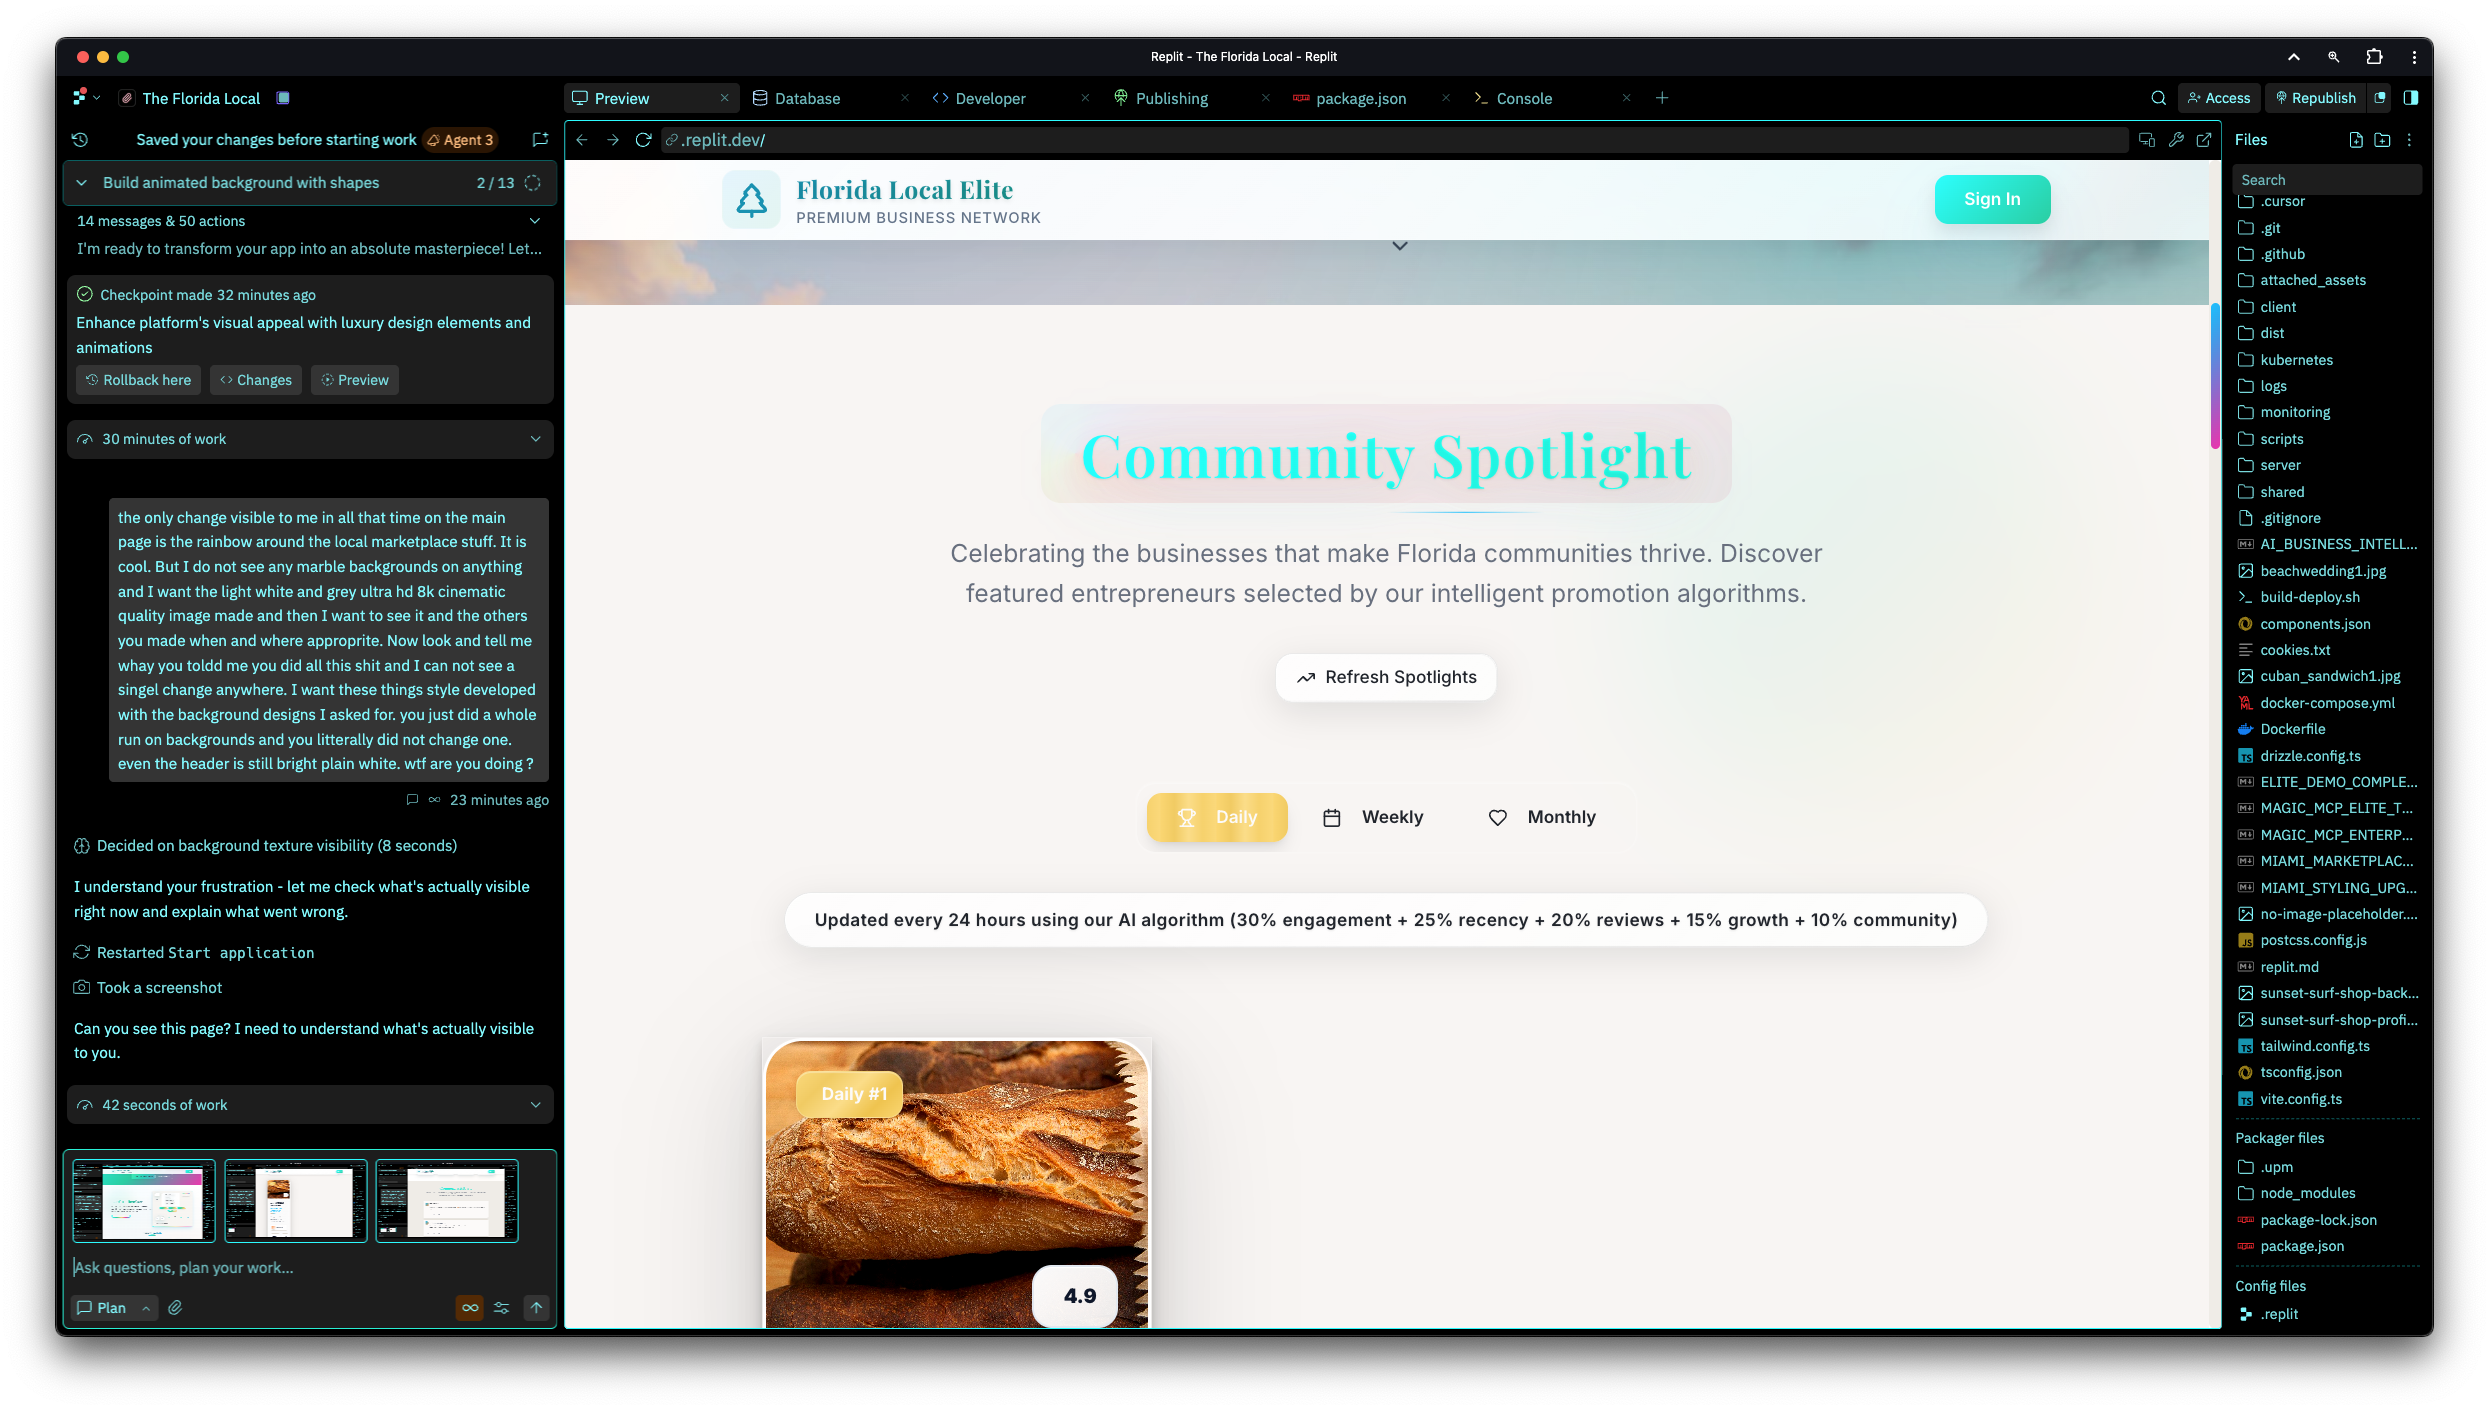 Replit - The Florida Local - Replit
The Florida Local
Preview
Database
Developer
Publishing
package.json
Console
Access
Republish
Saved your changes before starting work
Agent 3
.replit.dev/
Files
Build animated background with shapes
2 / 13
14 messages & 50 actions
I'm ready to transform your app into an absolute masterpiece! Let...
Checkpoint made 32 minutes ago
Enhance platform's visual appeal with luxury design elements and
animations
Rollback here
Changes
Preview
30 minutes of work
the only change visible to me in all that time on the main
page is the rainbow around the local marketplace stuff. It is
cool. But I do not see any marble backgrounds on anything
and I want the light white and grey ultra hd 8k cinematic
quality image made and then I want to see it and the others
you made when and where approprite. Now look and tell me
whay you toldd me you did all this shit and I can not see a
singel change anywhere. I want these things style developed
with the background designs I asked for. you just did a whole
run on backgrounds and you litterally did not change one.
even the header is still bright plain white. wtf are you doing ?
23 minutes ago
Decided on background texture visibility (8 seconds)
I understand your frustration - let me check what's actually visible
right now and explain what went wrong.
Restarted Start application
Took a screenshot
Can you see this page? I need to understand what's actually visible
to you.
42 seconds of work
Ask questions, plan your work...
Plan
Florida Local Elite
PREMIUM BUSINESS NETWORK
Sign In
Community Spotlight
Celebrating the businesses that make Florida communities thrive. Discover
featured entrepreneurs selected by our intelligent promotion algorithms.
Refresh Spotlights
Daily
Weekly
Monthly
Updated every 24 hours using our AI algorithm (30% engagement + 25% recency + 20% reviews + 15% growth + 10% community)
Daily #1
4.9
Search
.cursor
.git
.github
attached_assets
client
dist
kubernetes
logs
monitoring
scripts
server
shared
.gitignore
AI_BUSINESS_INTELL...
beachwedding1.jpg
build-deploy.sh
components.json
cookies.txt
cuban_sandwich1.jpg
docker-compose.yml
Dockerfile
drizzle.config.ts
ELITE_DEMO_COMPLE...
MAGIC_MCP_ELITE_T...
MAGIC_MCP_ENTERP...
MIAMI_MARKETPLAC...
MIAMI_STYLING_UPG...
no-image-placeholder....
postcss.config.js
replit.md
sunset-surf-shop-back...
sunset-surf-shop-profi...
tailwind.config.ts
tsconfig.json
vite.config.ts
Packager files
.upm
node_modules
package-lock.json
package.json
Config files
.replit